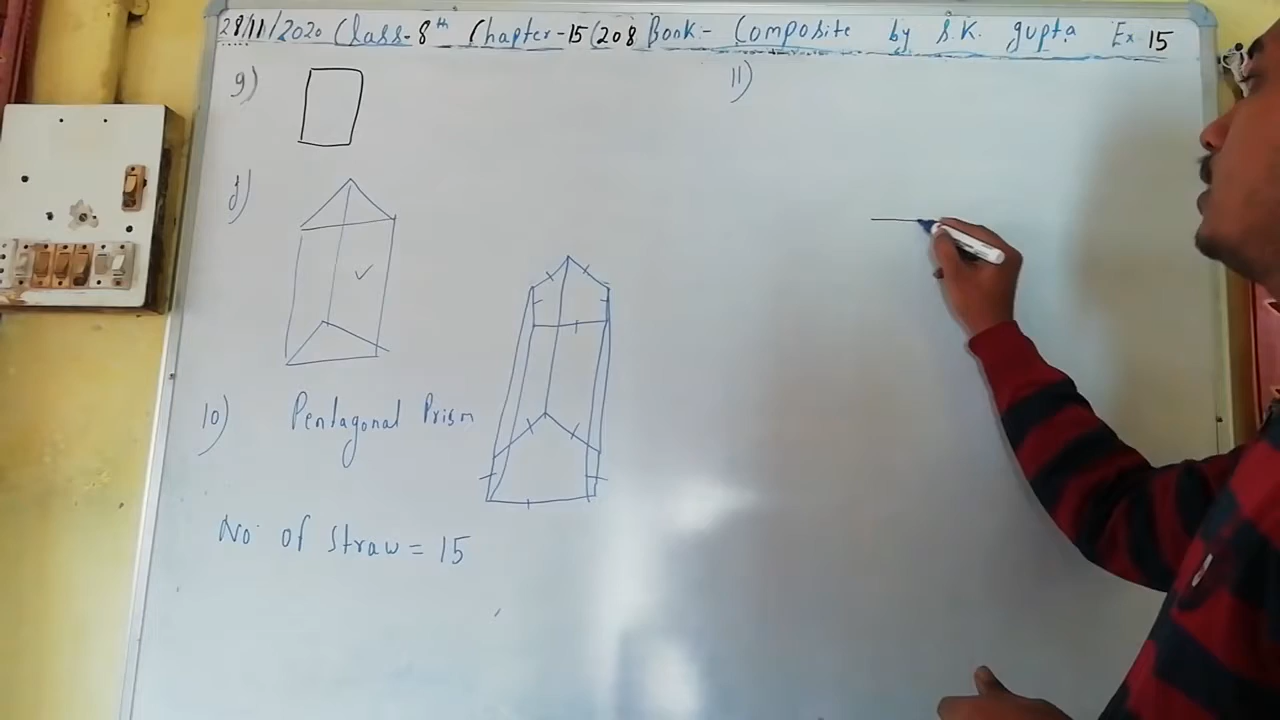 28/11/2020 Class-8th Chapter-15(208 Book- Composite by S.K. gupta Ex 15
9)
11)
10) Pentagonal Prism
No of Straw = 15